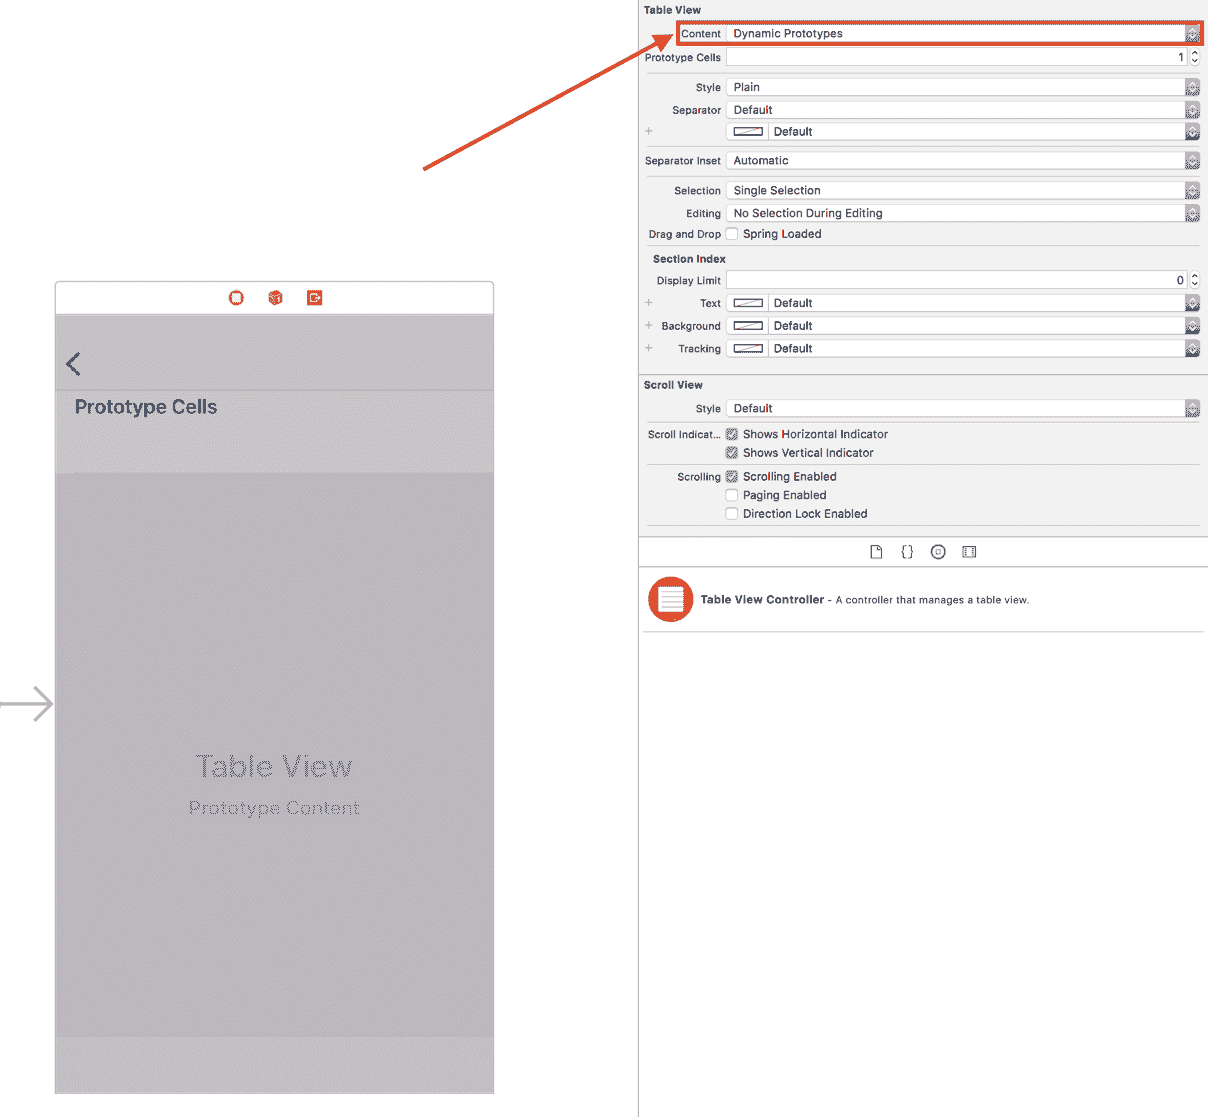 Table View
Content Dynamic Prototypes
Prototype Cells 1
Style Plain
Separator Default
+ Default
Separator Inset Automatic
Selection Single Selection
Editing No Selection During Editing
Drag and Drop Spring Loaded
Section Index
Display Limit 0
+ Text Default
+ Background Default
+ Tracking Default
Scroll View
Style Default
Scroll Indicat... Shows Horizontal Indicator
Shows Vertical Indicator
Scrolling Scrolling Enabled
Paging Enabled
Direction Lock Enabled
{}
Table View Controller - A controller that manages a table view.
Prototype Cells
Table View
Prototype Content